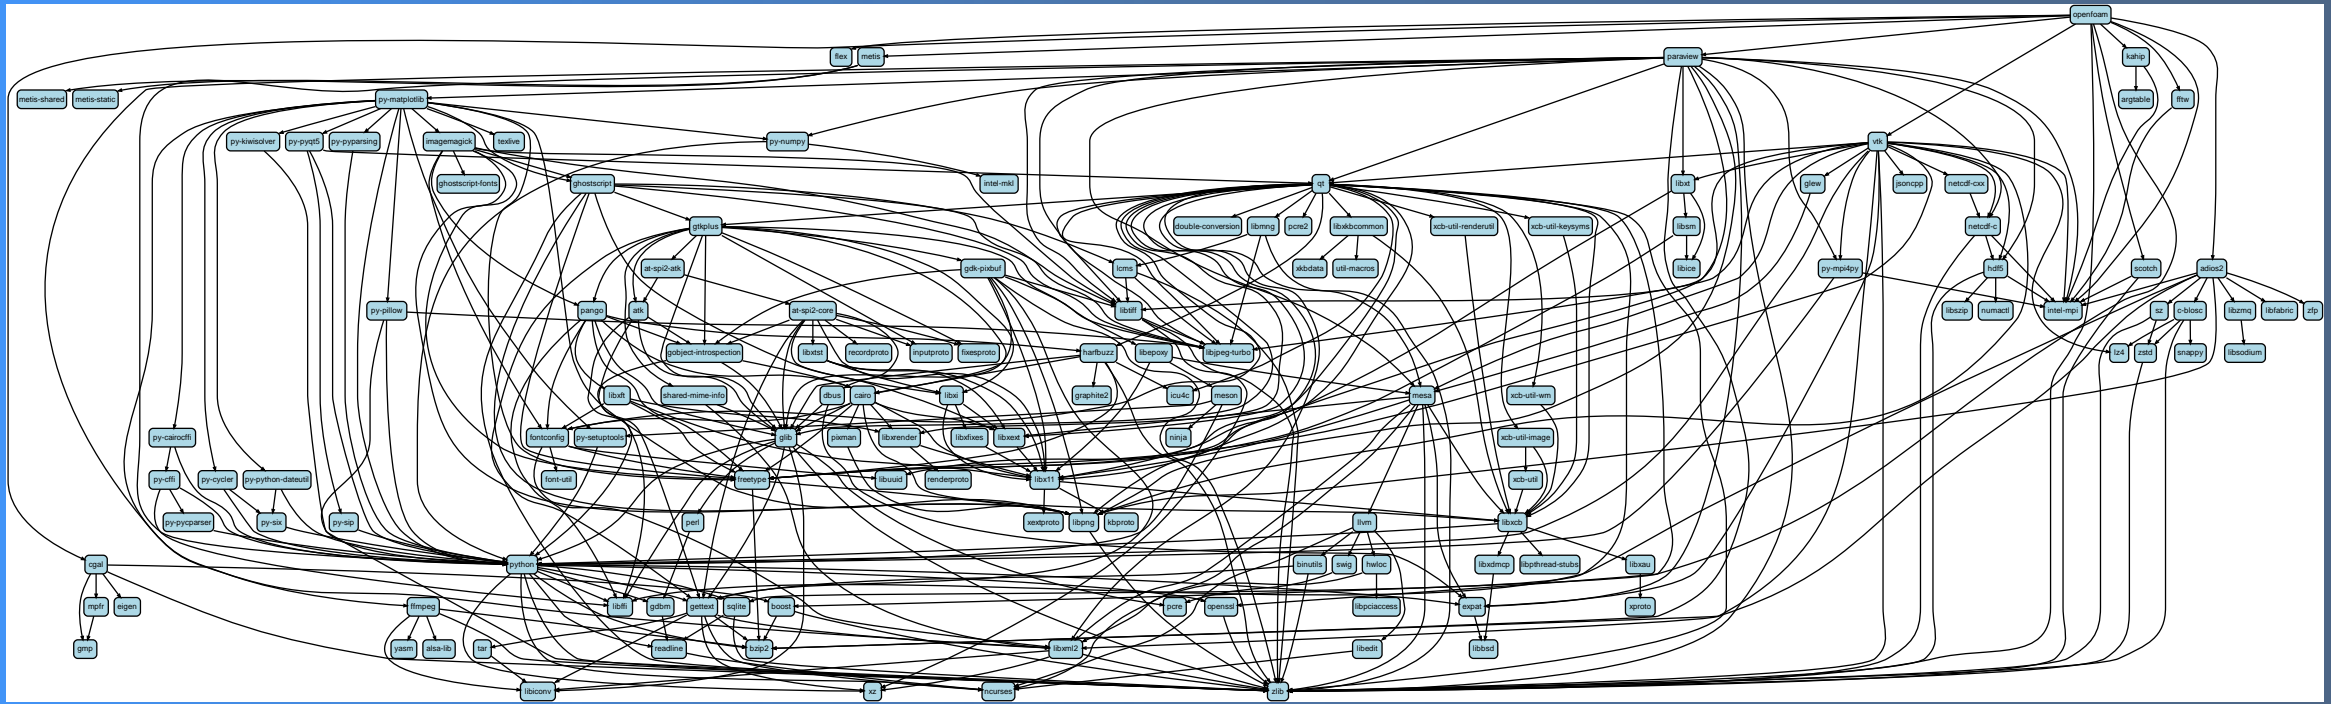 openfoam
flex
metis
paraview
kahip
metis-shared
metis-static
py-matplotlib
argtable
fftw
py-kiwisolver
py-pyqt5
py-pyparsing
imagemagick
texlive
py-numpy
vtk
ghostscript-fonts
ghostscript
intel-mkl
qt
libxt
glew
jsoncpp
netcdf-cxx
gtkplus
double-conversion
libmng
pcre2
libxkbcommon
xcb-util-renderutil
xcb-util-keysyms
libsm
netcdf-c
at-spi2-atk
gdk-pixbuf
lcms
xkbdata
util-macros
libice
py-mpi4py
hdf5
scotch
adios2
py-pillow
pango
atk
at-spi2-core
libtiff
libszip
numactl
intel-mpi
sz
c-blosc
libzmq
libfabric
zfp
gobject-introspection
libxtst
recordproto
inputproto
fixesproto
harfbuzz
libepoxy
libjpeg-turbo
lz4
zstd
snappy
libsodium
libxft
shared-mime-info
dbus
cairo
libxi
graphite2
icu4c
meson
mesa
xcb-util-wm
py-cairocffi
fontconfig
py-setuptools
glib
pixman
libxrender
libxfixes
libxext
ninja
xcb-util-image
py-cffi
py-cycler
py-python-dateutil
font-util
freetype
libuuid
renderproto
libx11
xcb-util
py-pycparser
py-six
py-sip
perl
xextproto
libpng
kbproto
llvm
libxcb
cgal
python
binutils
swig
hwloc
libxdmcp
libpthread-stubs
libxau
mpfr
eigen
ffmpeg
libffi
gdbm
gettext
sqlite
boost
pcre
openssl
libpciaccess
expat
xproto
gmp
yasm
alsa-lib
tar
readline
bzip2
libxml2
libedit
libbsd
libiconv
xz
ncurses
zlib